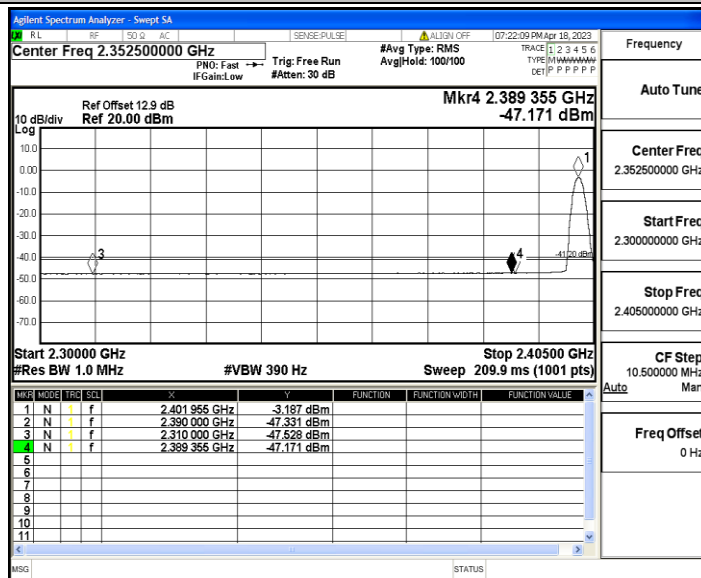 Agilent Spectrum Analyzer - Swept SA
RL RF 50 Ω AC SENSE:PULSE ALIGN OFF 07:22:09 PM Apr 18, 2023
Center Freq 2.352500000 GHz
PNO: Fast
IFGain:Low
Trig: Free Run
#Atten: 30 dB
#Avg Type: RMS
Avg|Hold: 100/100
TRACE 1 2 3 4 5 6
TYPE M W W W W W
DET P P P P P P
Ref Offset 12.9 dB
10 dB/div Ref 20.00 dBm
Log
Mkr4 2.389 355 GHz
-47.171 dBm
10.0
0.00
-10.0
-20.0
-30.0
-40.0
-50.0
-60.0
-70.0
1
3
4
-41.20 dBm
Start 2.30000 GHz Stop 2.40500 GHz
#Res BW 1.0 MHz #VBW 390 Hz Sweep 209.9 ms (1001 pts)
MKR MODE TRC SCL X Y FUNCTION FUNCTION WIDTH FUNCTION VALUE
1 N 1 f 2.401 955 GHz -3.187 dBm
2 N 1 f 2.390 000 GHz -47.331 dBm
3 N 1 f 2.310 000 GHz -47.528 dBm
4 N 1 f 2.389 355 GHz -47.171 dBm
5
6
7
8
9
10
11
MSG STATUS
Frequency
Auto Tune
Center Freq
2.352500000 GHz
Start Freq
2.300000000 GHz
Stop Freq
2.405000000 GHz
CF Step
10.500000 MHz
Auto Man
Freq Offset
0 Hz